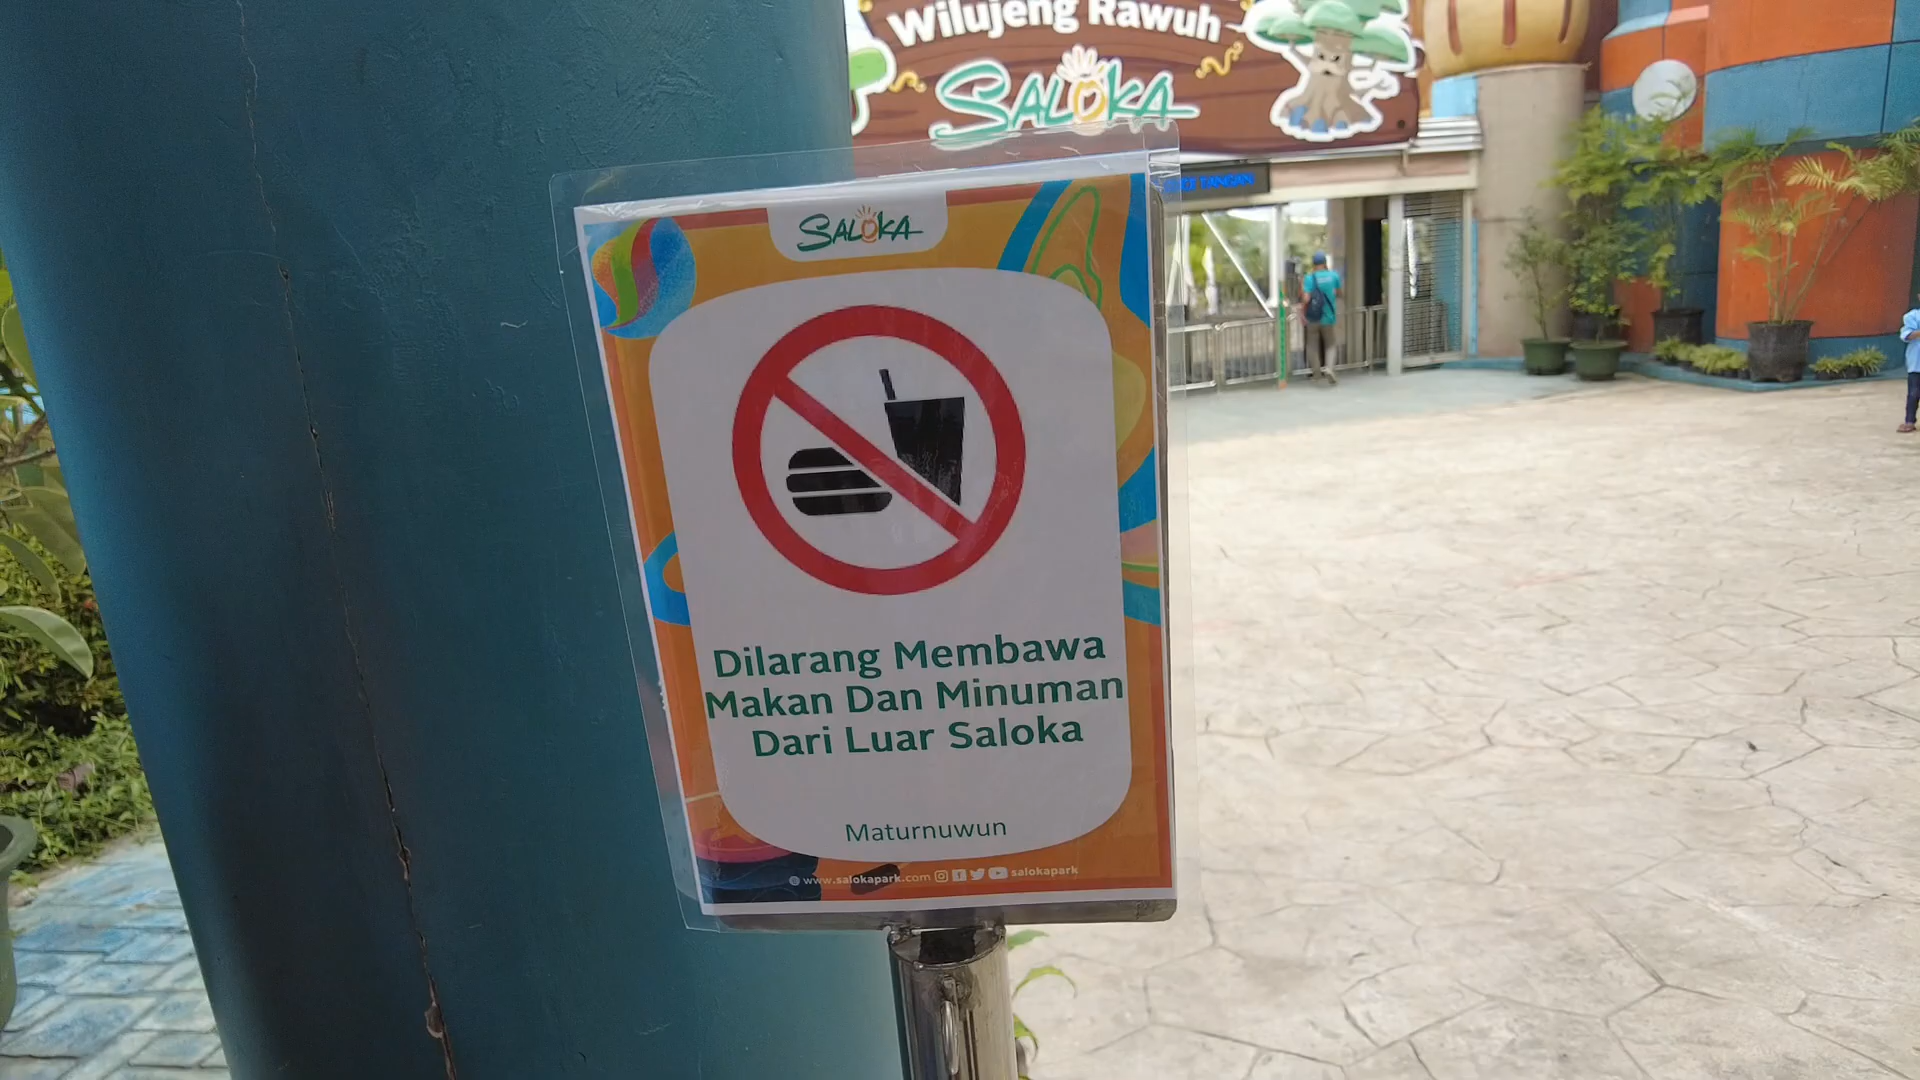 Wilujeng Rawuh
SALOKA
SALOKA
Dilarang Membawa
Makan Dan Minuman
Dari Luar Saloka
Maturnuwun
www.salokapark.com salokapark